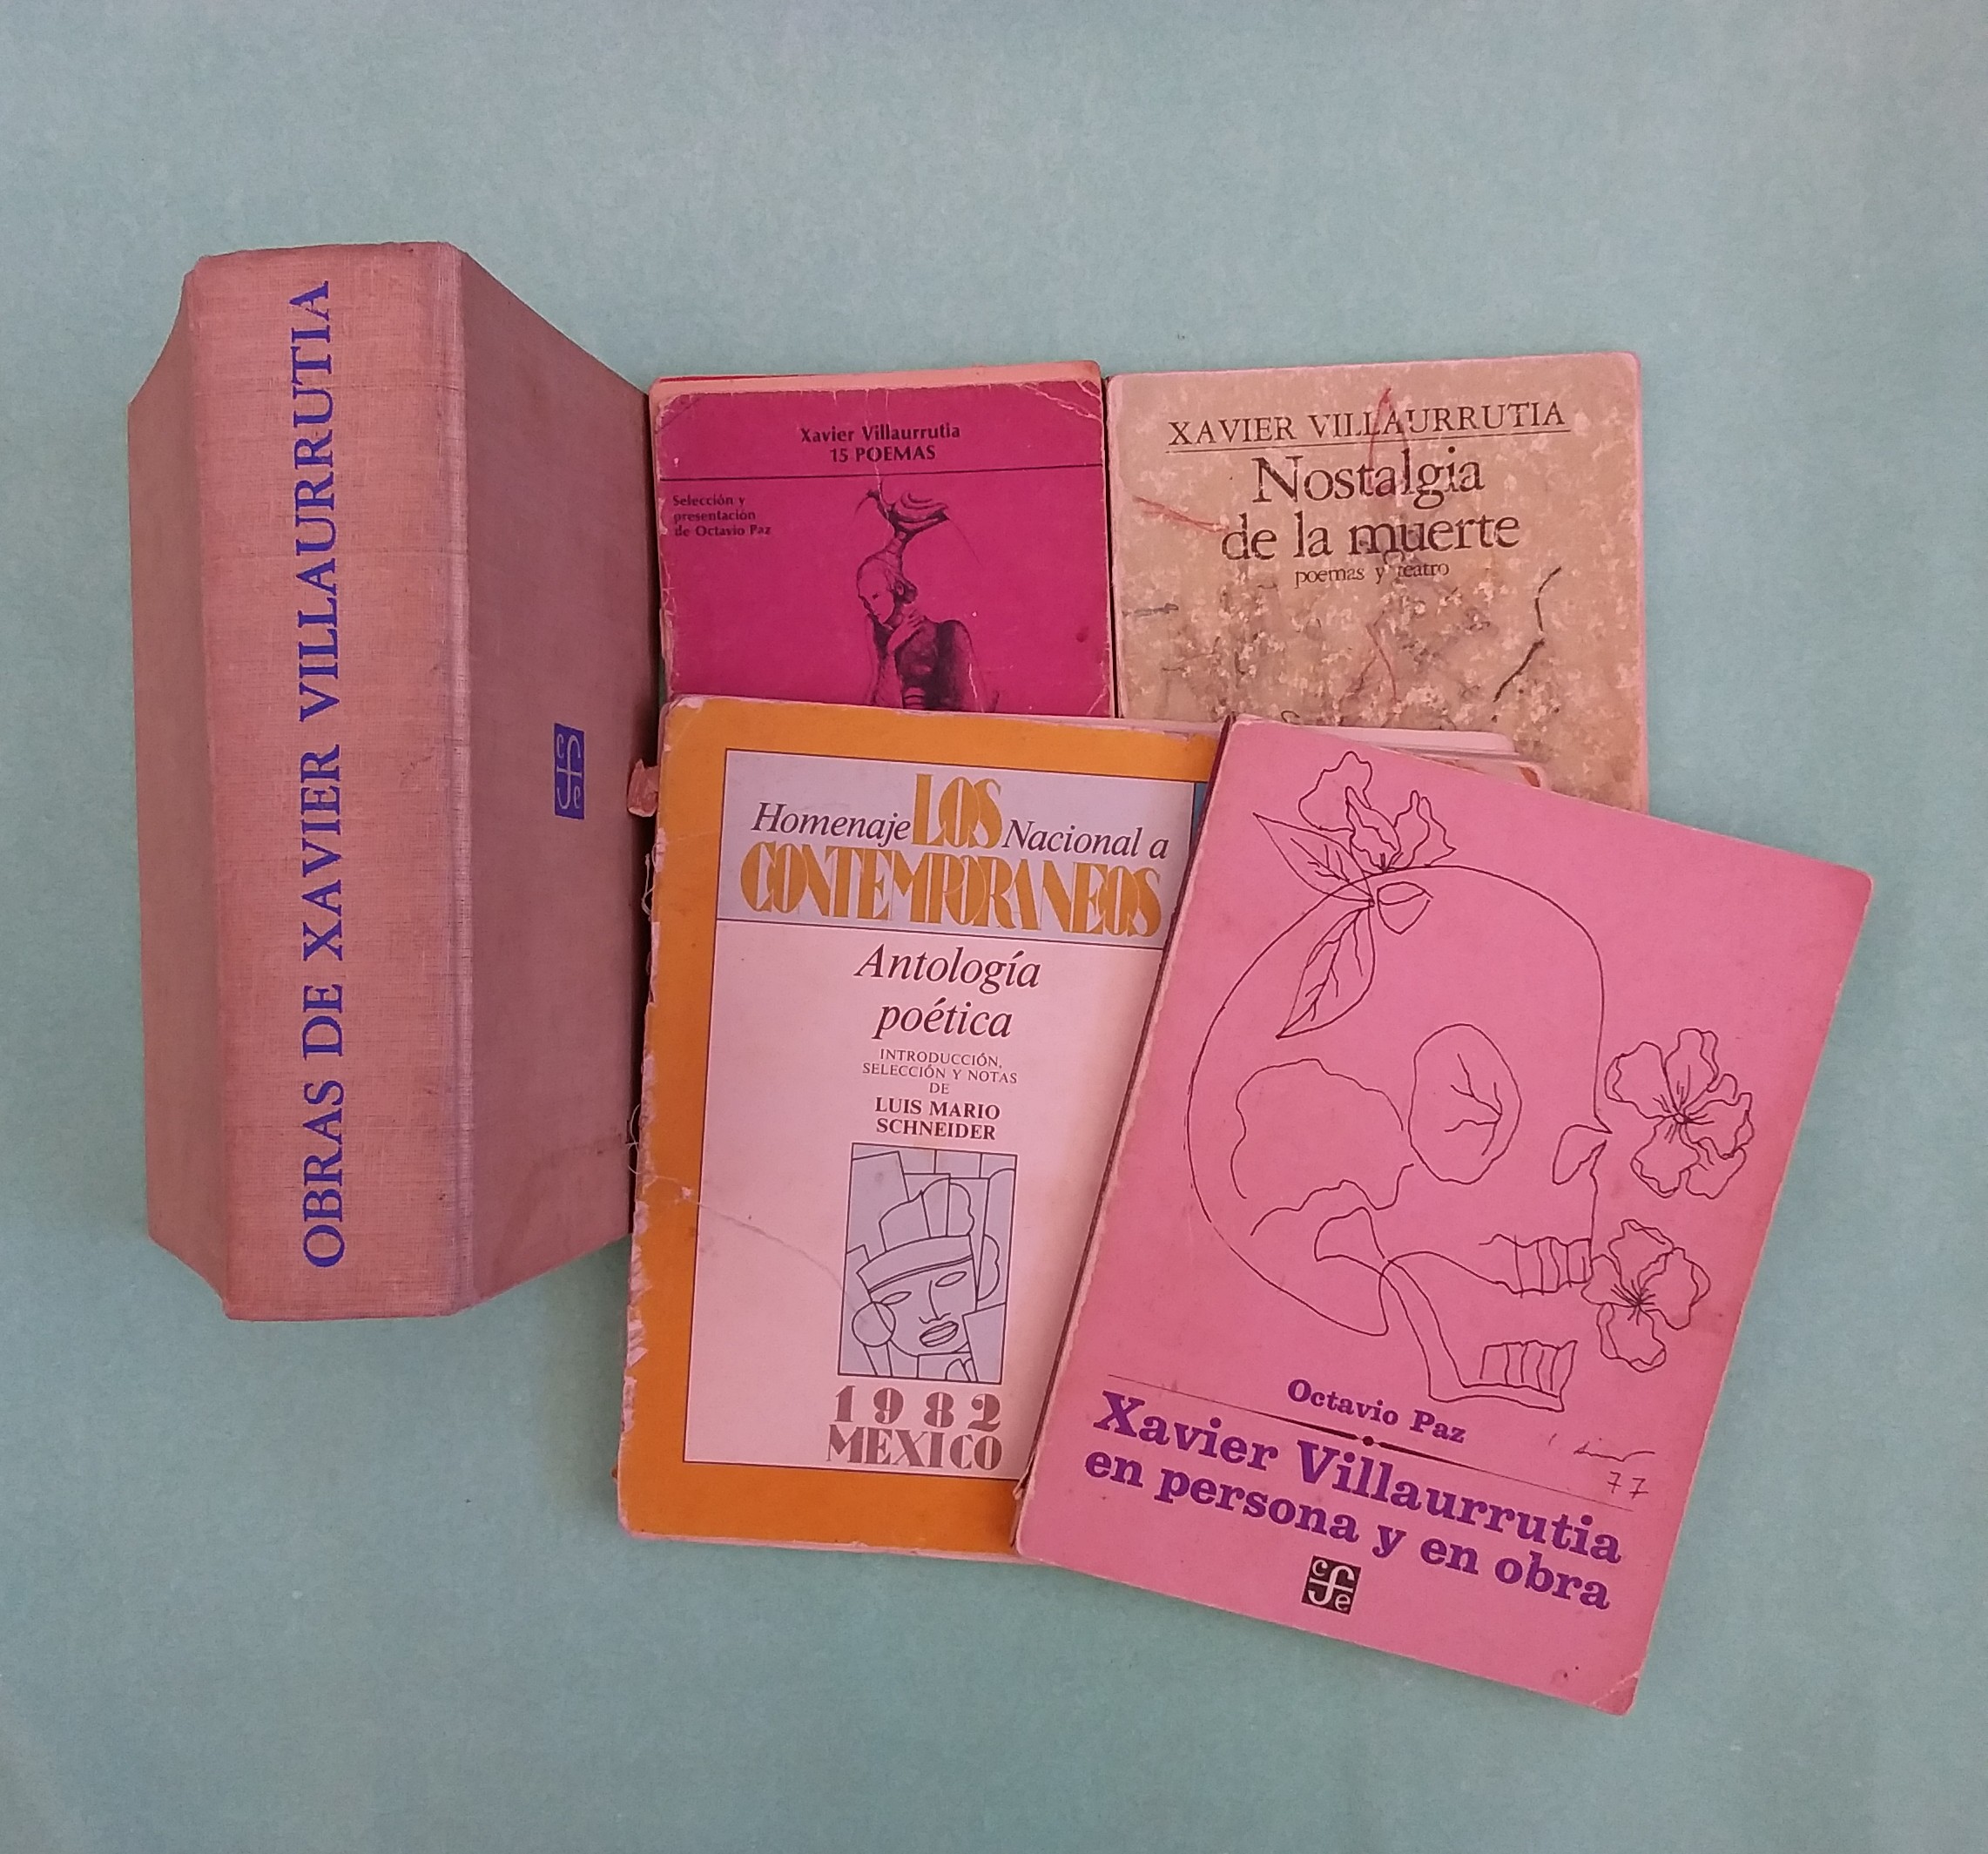 OBRAS DE XAVIER VILLAURRUTIA
cfe
Xavier Villaurrutia
15 POEMAS
Selección y
presentación
de Octavio Paz
XAVIER VILLAURRUTIA
Nostalgia
de la muerte
poemas y teatro
Homenaje LOS Nacional a
CONTEMPORANEOS
Antología
poética
INTRODUCCIÓN,
SELECCIÓN Y NOTAS
DE
LUIS MARIO
SCHNEIDER
1982
MEXICO
Octavio Paz
Xavier Villaurrutia
en persona y en obra
77
cfe